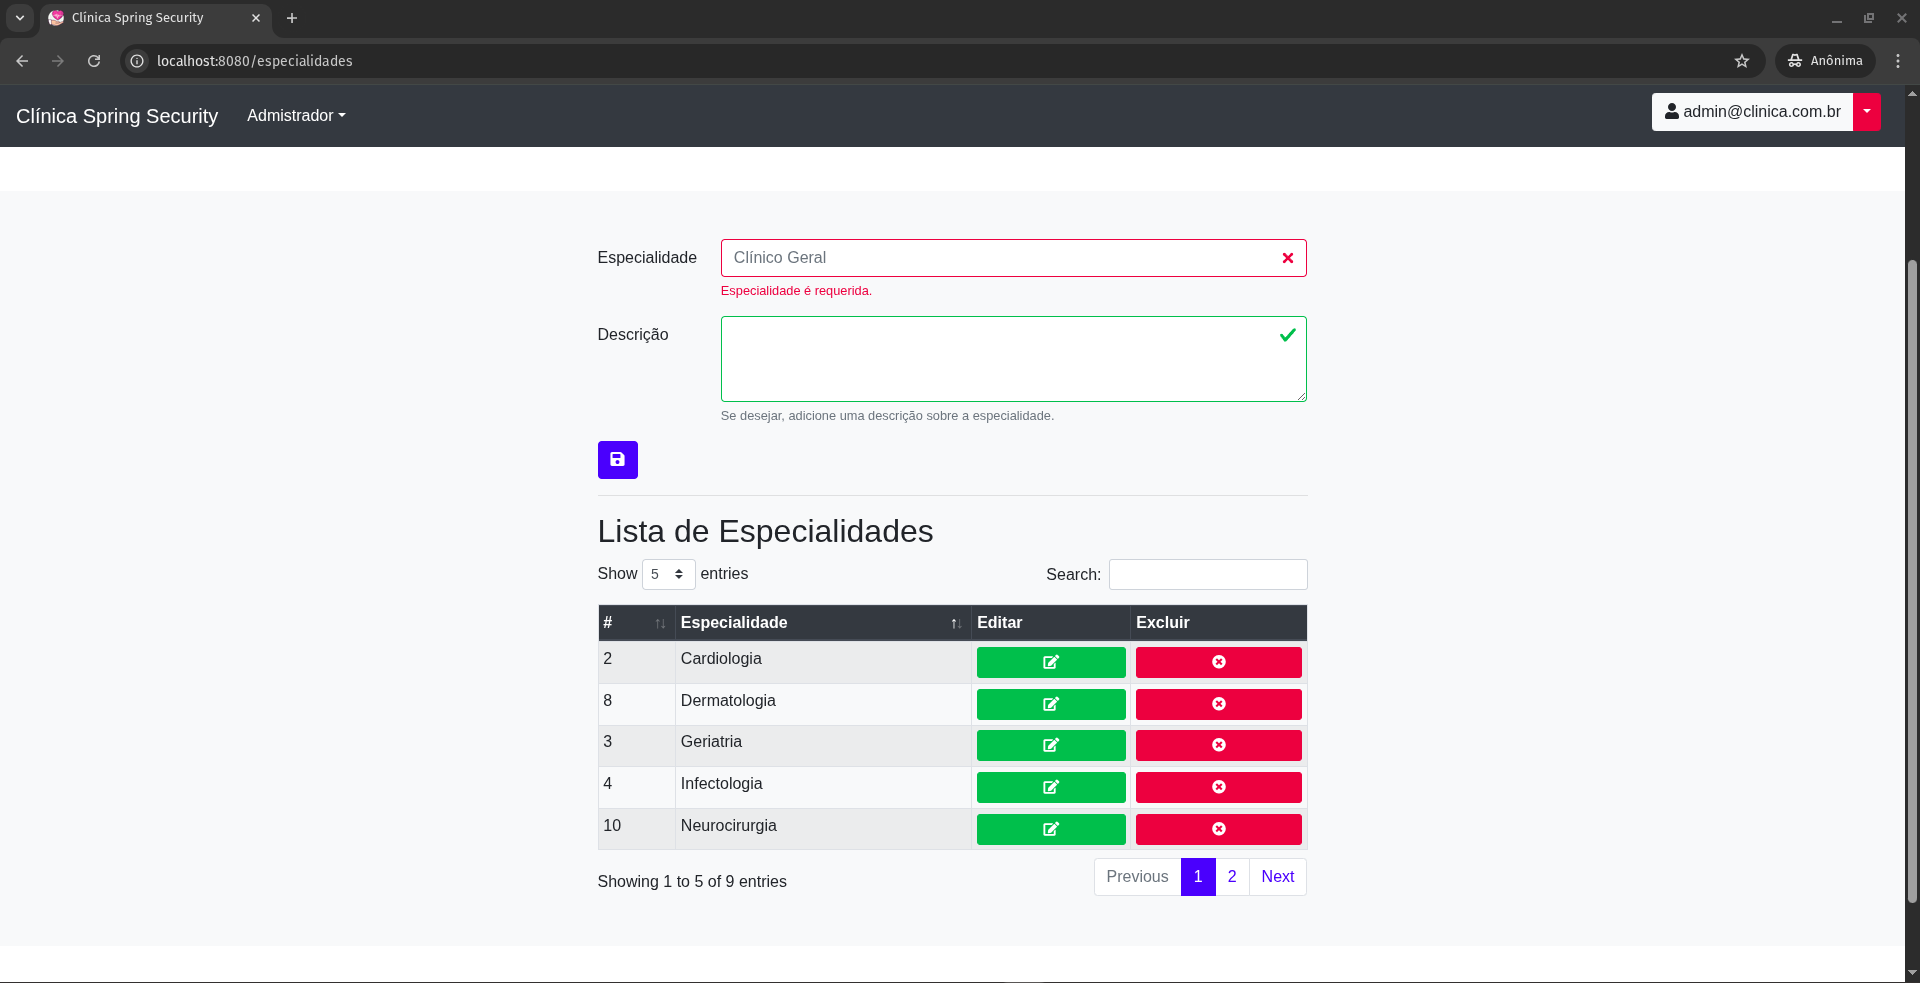 Clínica Spring Security
localhost:8080/especialidades
Anônima
Clínica Spring Security Admistrador admin@clinica.com.br
Especialidade Clínico Geral
Especialidade é requerida.
Descrição
Se desejar, adicione uma descrição sobre a especialidade.
Lista de Especialidades
Show 5 entries Search:
# Especialidade Editar Excluir
2 Cardiologia
8 Dermatologia
3 Geriatria
4 Infectologia
10 Neurocirurgia
Showing 1 to 5 of 9 entries Previous 1 2 Next